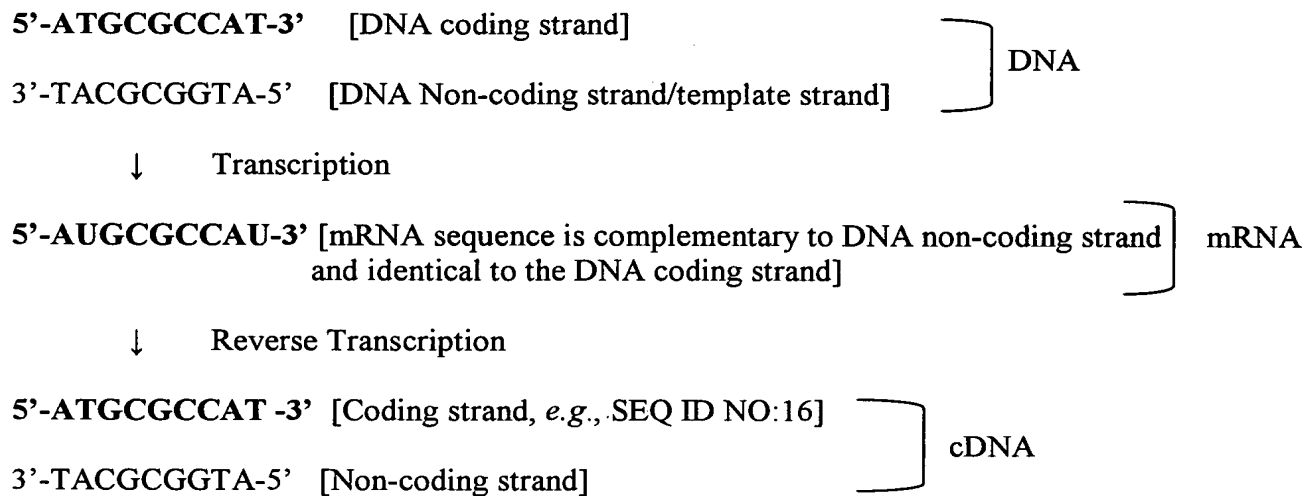 5’-ATGCGCCAT-3’ [DNA coding strand]
DNA
3’-TACGCGGTA-5’ [DNA Non-coding strand/template strand]
↓ Transcription
5’-AUGCGCCAU-3’ [mRNA sequence is complementary to DNA non-coding strand mRNA
and identical to the DNA coding strand]
↓ Reverse Transcription
5’-ATGCGCCAT -3’ [Coding strand, e.g., SEQ ID NO:16]
cDNA
3’-TACGCGGTA-5’ [Non-coding strand]